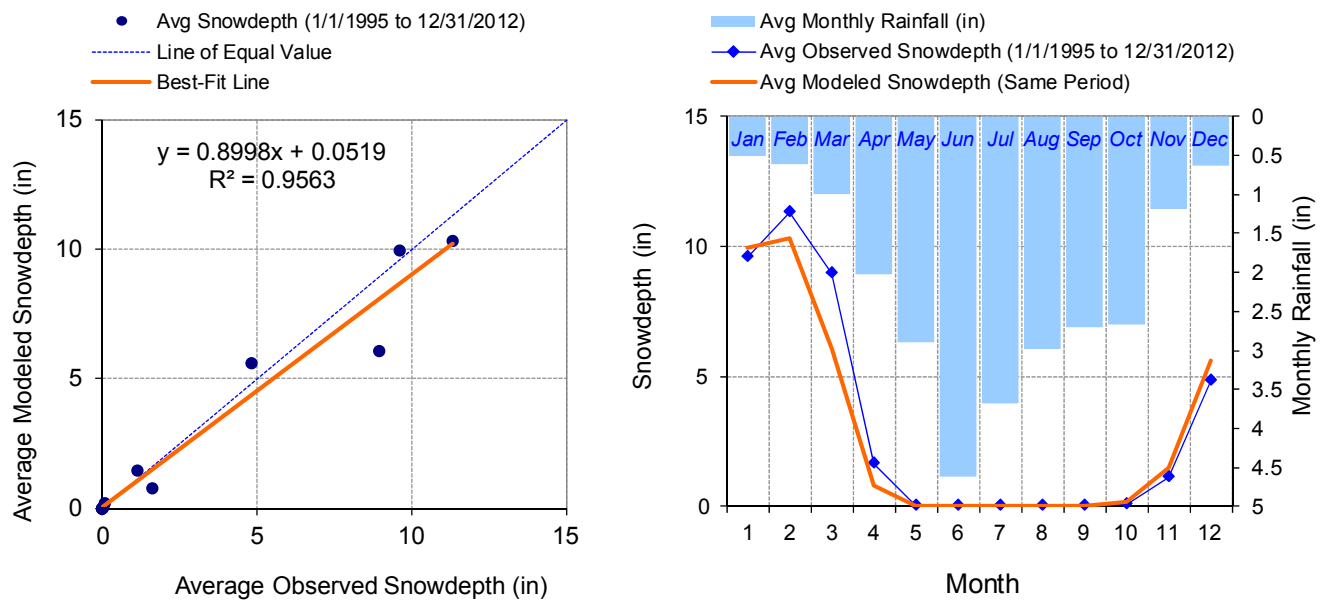 Avg Snowdepth (1/1/1995 to 12/31/2012)
Line of Equal Value
Best-Fit Line
15
y = 0.8998x + 0.0519
R² = 0.9563
10
5
0
0 5 10 15
Average Modeled Snowdepth (in)
Average Observed Snowdepth (in)
Avg Monthly Rainfall (in)
Avg Observed Snowdepth (1/1/1995 to 12/31/2012)
Avg Modeled Snowdepth (Same Period)
15
10
5
0
Snowdepth (in)
Jan Feb Mar Apr May Jun Jul Aug Sep Oct Nov Dec
0
0.5
1
1.5
2
2.5
3
3.5
4
4.5
5
Monthly Rainfall (in)
1 2 3 4 5 6 7 8 9 10 11 12
Month